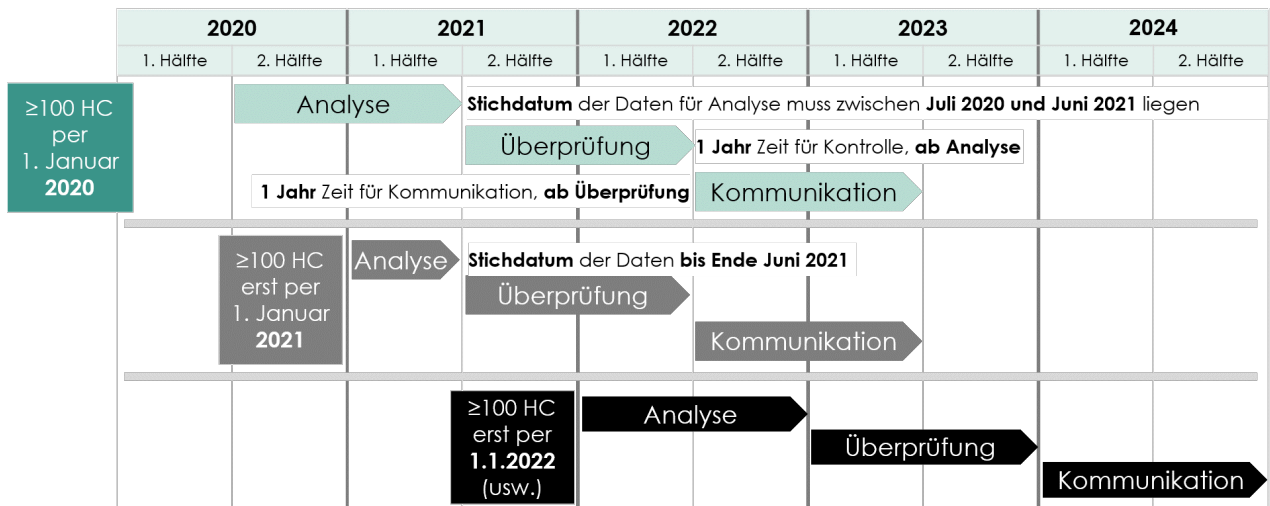 2020 2021 2022 2023 2024
1. Hälfte 2. Hälfte 1. Hälfte 2. Hälfte 1. Hälfte 2. Hälfte 1. Hälfte 2. Hälfte 1. Hälfte 2. Hälfte
≥100 HC
per
1. Januar
2020
Analyse
Stichdatum der Daten für Analyse muss zwischen Juli 2020 und Juni 2021 liegen
Überprüfung
1 Jahr Zeit für Kontrolle, ab Analyse
1 Jahr Zeit für Kommunikation, ab Überprüfung
Kommunikation
≥100 HC
erst per
1. Januar
2021
Analyse
Stichdatum der Daten bis Ende Juni 2021
Überprüfung
Kommunikation
≥100 HC
erst per
1.1.2022
(usw.)
Analyse
Überprüfung
Kommunikation